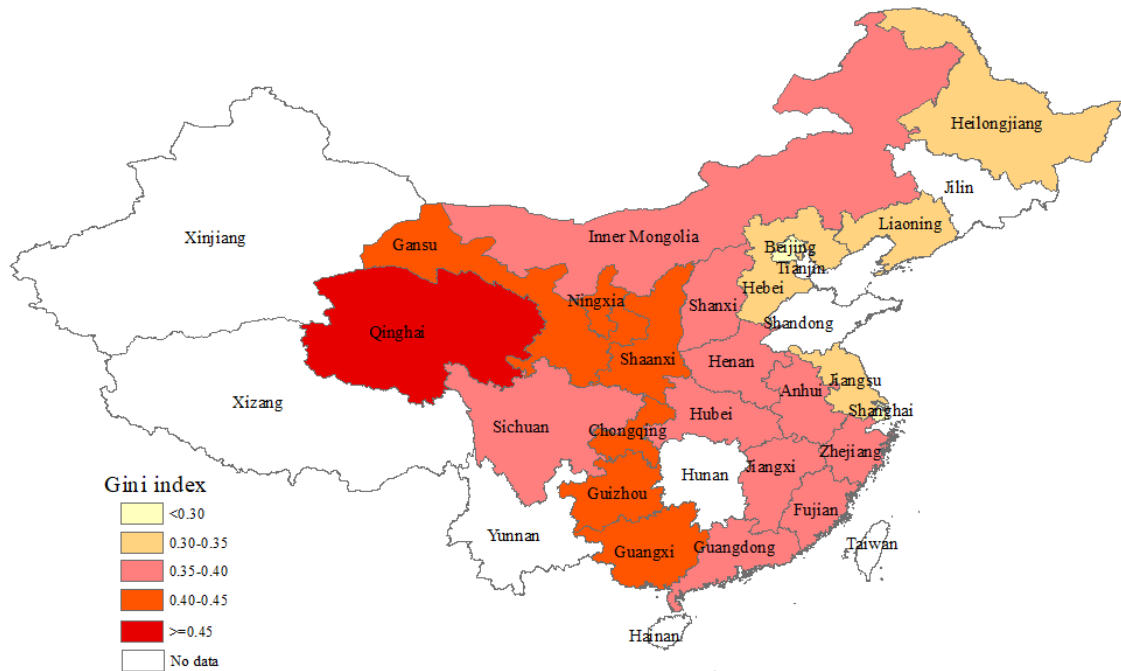 Heilongjiang
Jilin
Liaoning
Xinjiang
Inner Mongolia
Gansu
Beijing
Tianjin
Hebei
Ningxia
Shanxi
Shandong
Qinghai
Shaanxi
Henan
Jiangsu
Anhui
Xizang
Shanghai
Hubei
Sichuan
Chongqing
Zhejiang
Jiangxi
Hunan
Guizhou
Fujian
Yunnan
Guangxi
Guangdong
Taiwan
Hainan
Gini index
<0.30
0.30-0.35
0.35-0.40
0.40-0.45
>=0.45
No data